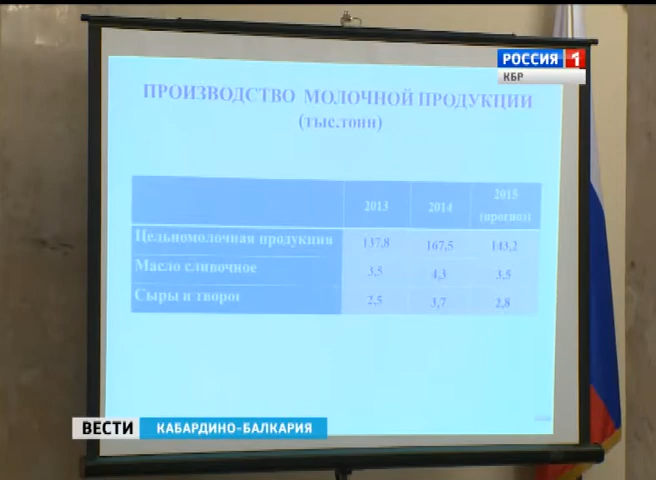 РОССИЯ 1
КБР
ПРОИЗВОДСТВО МОЛОЧНОЙ ПРОДУКЦИИ
(тыс.тонн)
2013 2014 2015 (прогноз)
Цельномолочная продукция 137,8 167,5 143,2
Масло сливочное 3,5 4,3 3,5
Сыры и творог 2,5 3,7 2,8
ВЕСТИ КАБАРДИНО-БАЛКАРИЯ